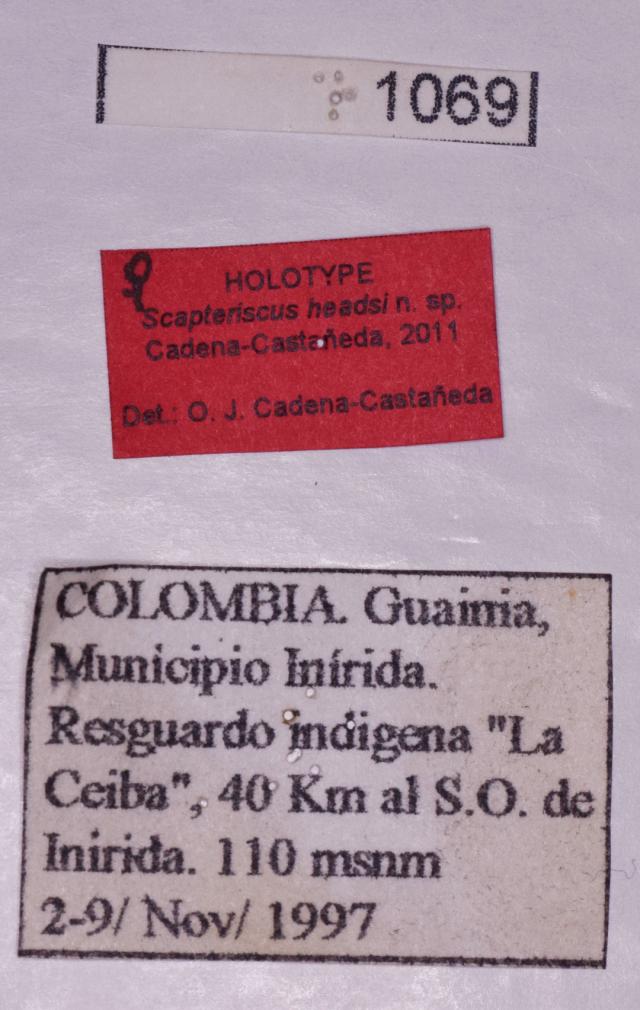 1069
♀
HOLOTYPE
Scapteriscus headsi n. sp.
Cadena-Castañeda, 2011
Det.: O. J. Cadena-Castañeda
COLOMBIA. Guainia,
Municipio Inírida.
Resguardo indigena "La
Ceiba", 40 Km al S.O. de
Inirida. 110 msnm
2-9/ Nov/ 1997